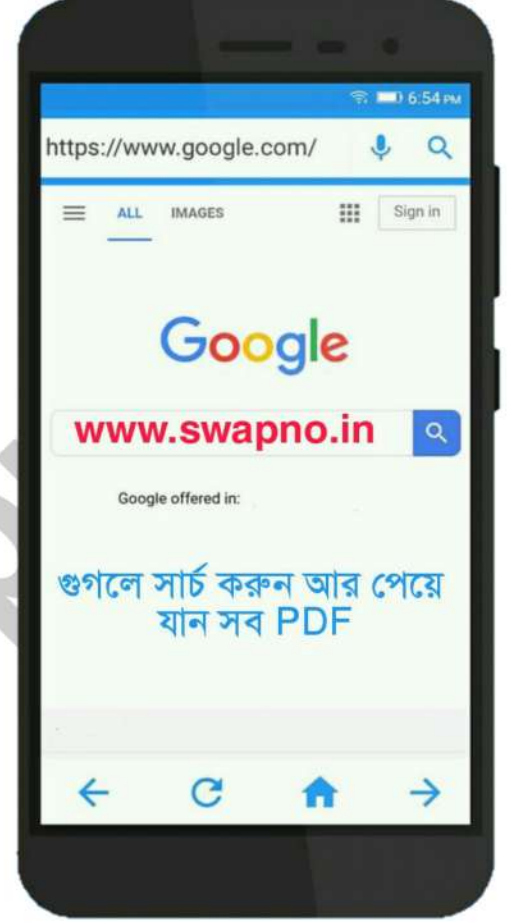 6:54 PM
https://www.google.com/
ALL IMAGES Sign in
Google
www.swapno.in
Google offered in:
গুগলে সার্চ করুন আর পেয়ে
যান সব PDF